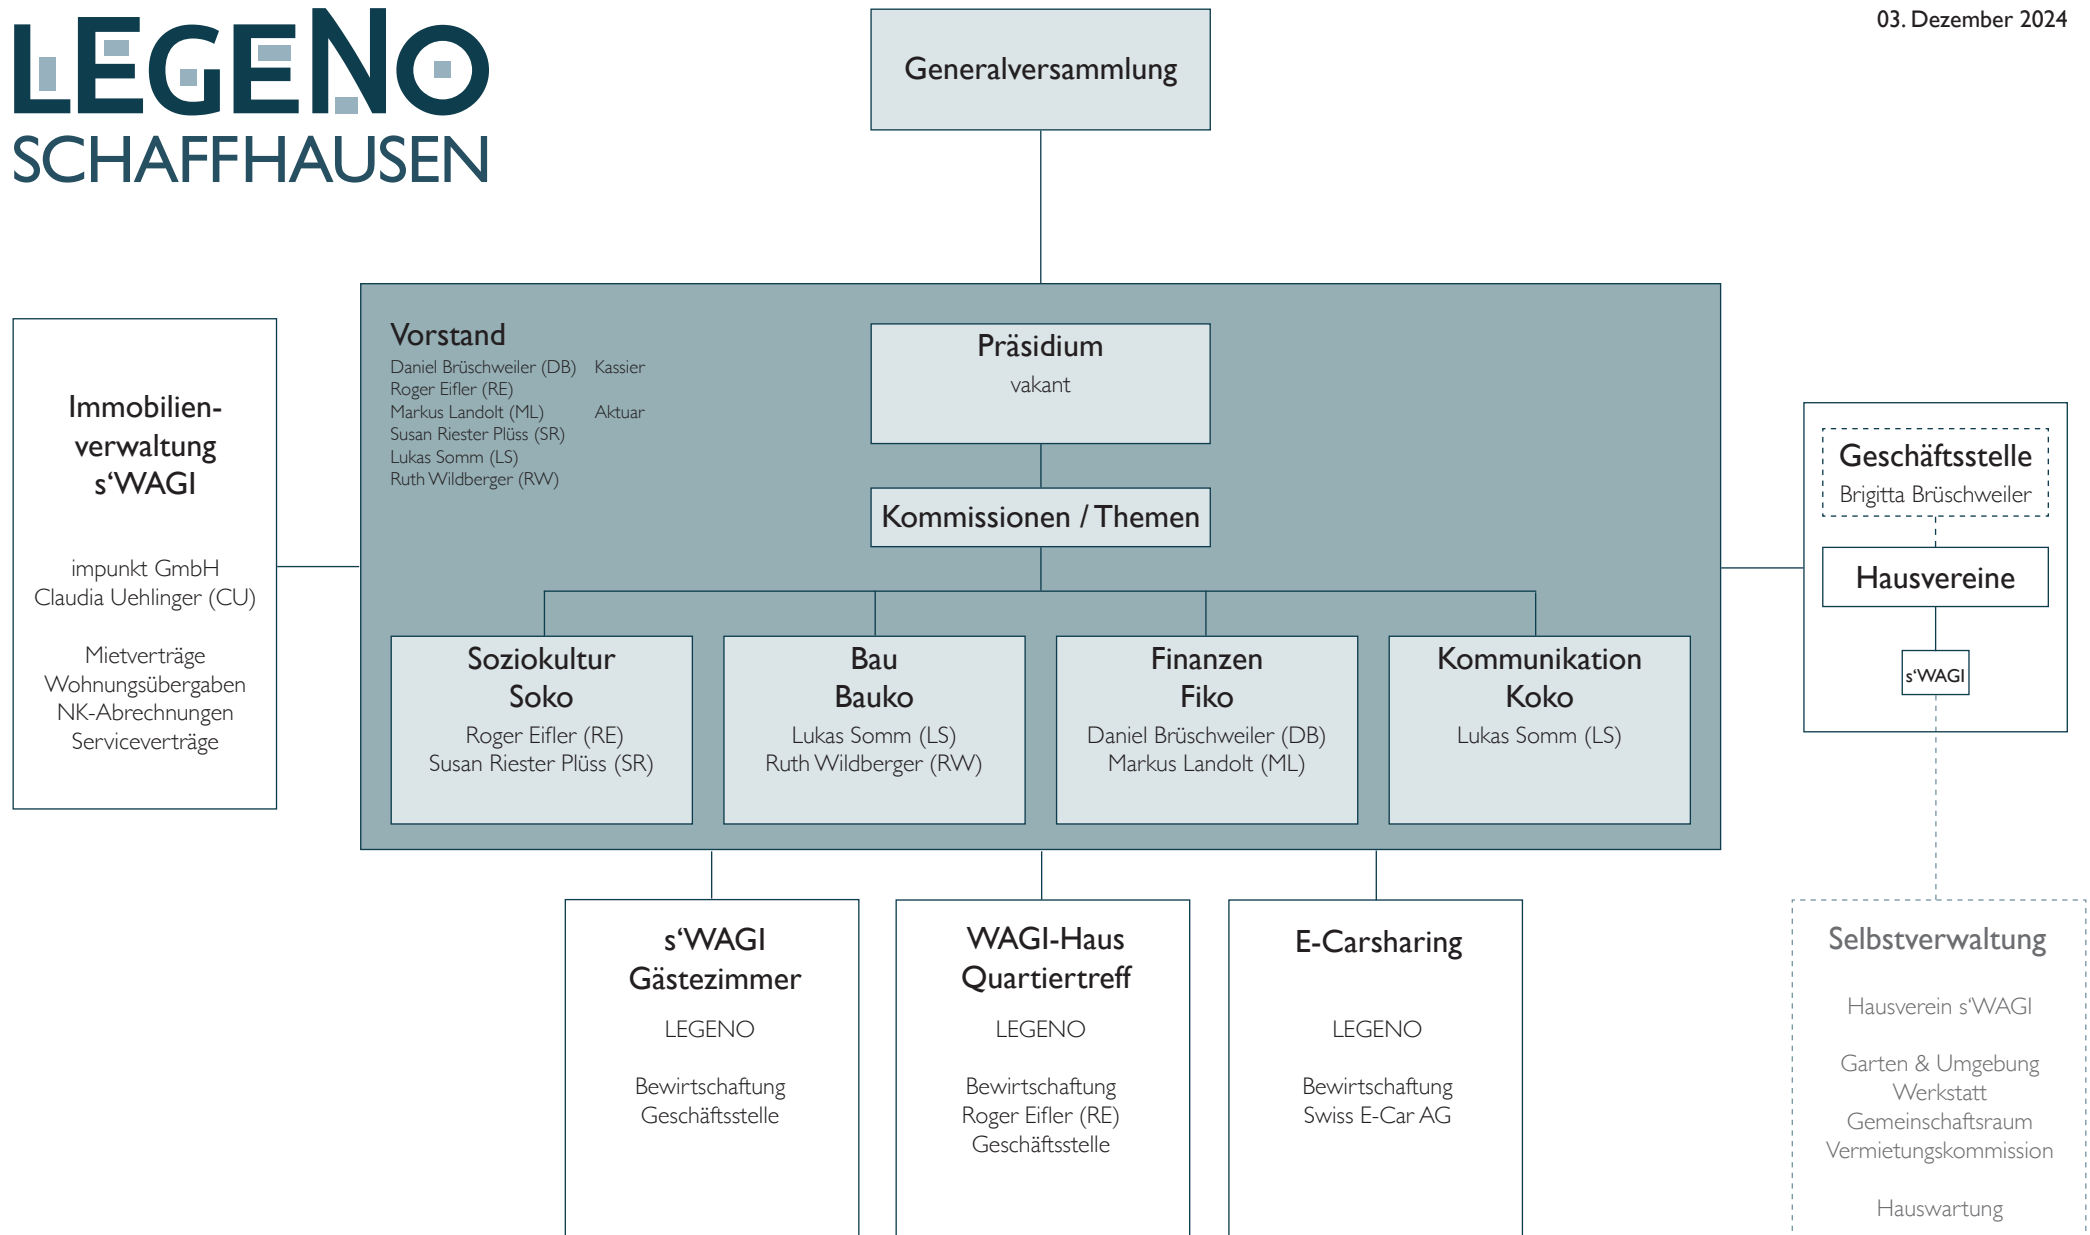 LEGENO
SCHAFFHAUSEN
03. Dezember 2024
Generalversammlung
Vorstand
Daniel Brüschweiler (DB) Kassier
Roger Eifler (RE)
Markus Landolt (ML) Aktuar
Susan Riester Plüss (SR)
Lukas Somm (LS)
Ruth Wildberger (RW)
Präsidium
vakant
Kommissionen / Themen
Immobilien-
verwaltung
s‘WAGI
impunkt GmbH
Claudia Uehlinger (CU)
Mietverträge
Wohnungsübergaben
NK-Abrechnungen
Serviceverträge
Soziokultur
Soko
Roger Eifler (RE)
Susan Riester Plüss (SR)
Bau
Bauko
Lukas Somm (LS)
Ruth Wildberger (RW)
Finanzen
Fiko
Daniel Brüschweiler (DB)
Markus Landolt (ML)
Kommunikation
Koko
Lukas Somm (LS)
Geschäftsstelle
Brigitta Brüschweiler
Hausvereine
s‘WAGI
s‘WAGI
Gästezimmer
LEGENO
Bewirtschaftung
Geschäftsstelle
WAGI-Haus
Quartiertreff
LEGENO
Bewirtschaftung
Roger Eifler (RE)
Geschäftsstelle
E-Carsharing
LEGENO
Bewirtschaftung
Swiss E-Car AG
Selbstverwaltung
Hausverein s‘WAGI
Garten & Umgebung
Werkstatt
Gemeinschaftsraum
Vermietungskommission
Hauswartung